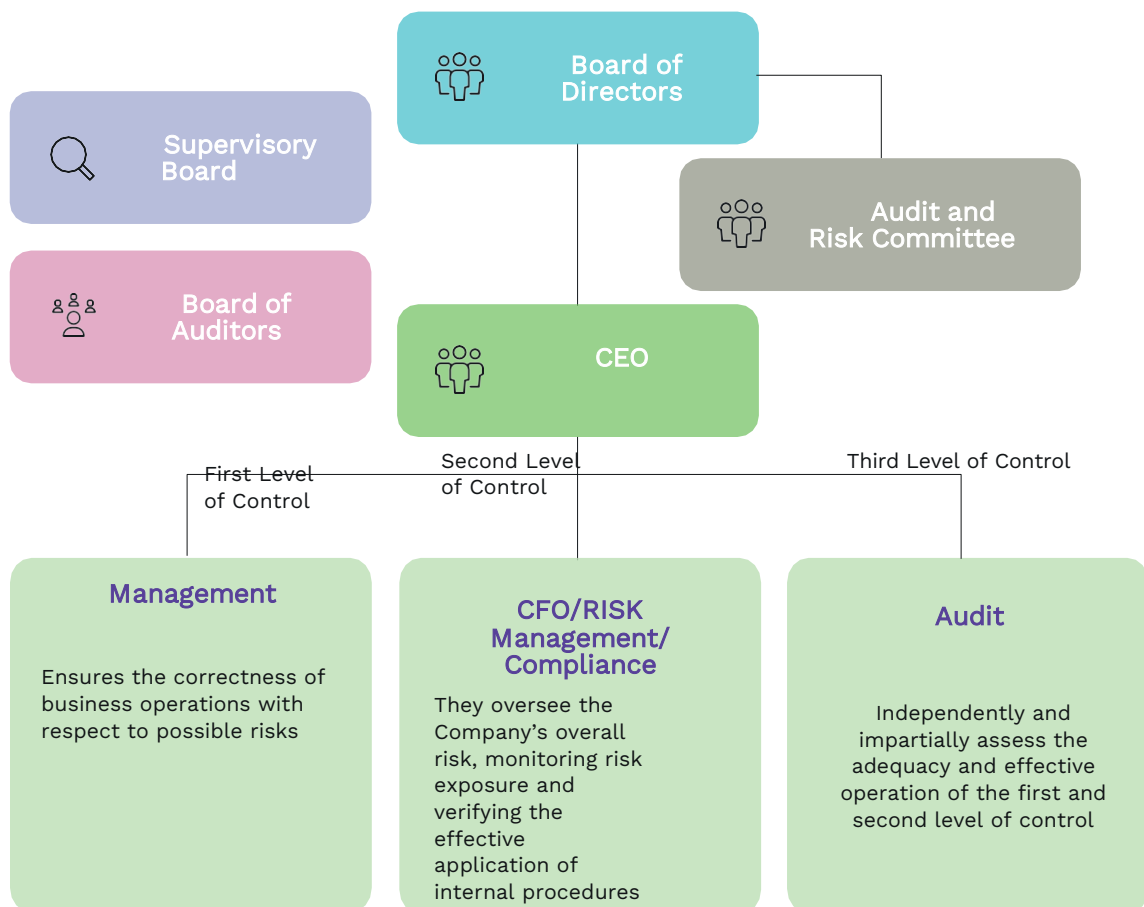 Board of
Directors
Supervisory
Board
Audit and
Risk Committee
Board of
Auditors
CEO
First Level
of Control
Second Level
of Control
Third Level of Control
Management
Ensures the correctness of
business operations with
respect to possible risks
CFO/RISK
Management/
Compliance
They oversee the
Company’s overall
risk, monitoring risk
exposure and
verifying the
effective
application of
internal procedures
Audit
Independently and
impartially assess the
adequacy and effective
operation of the first and
second level of control